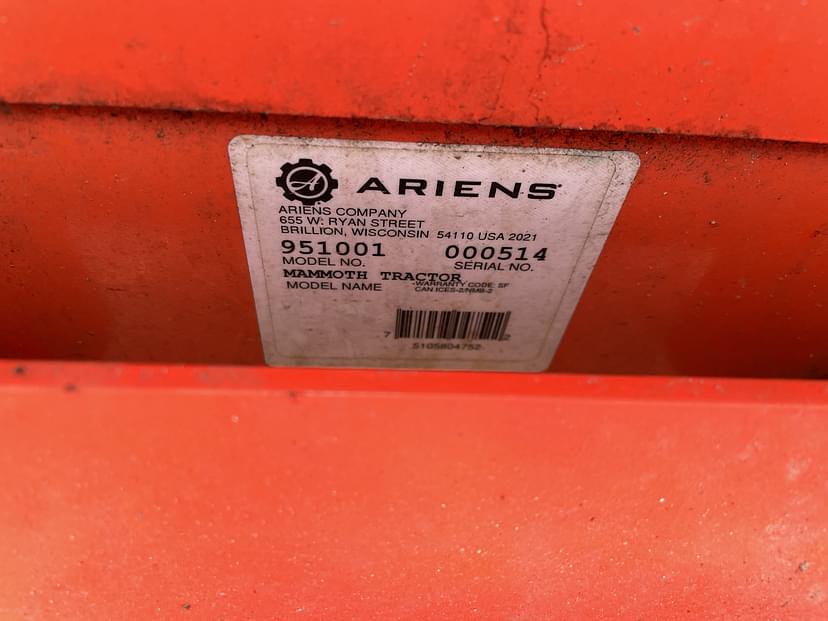 ARIENS
ARIENS COMPANY
655 W. RYAN STREET
BRILLION, WISCONSIN 54110 USA 2021
951001 000514
MODEL NO. SERIAL NO.
MAMMOTH TRACTOR
MODEL NAME
-WARRANTY CODE: SF
CAN ICES-2/NMB-2
7 2
5105804752